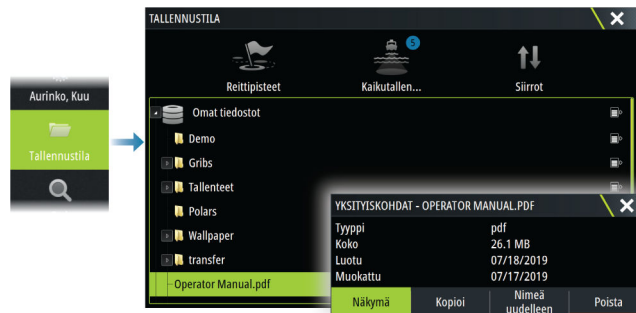 TALLENNUSTILA
5
Reittipisteet
Kaikutallen...
Siirrot
Aurinko, Kuu
Tallennustila
Omat tiedostot
Demo
Gribs
Tallenteet
Polars
Wallpaper
transfer
Operator Manual.pdf
YKSITYISKOHDAT - OPERATOR MANUAL.PDF
Tyyppi pdf
Koko 26.1 MB
Luotu 07/18/2019
Muokattu 07/17/2019
Näkymä Kopioi Nimeä uudelleen Poista